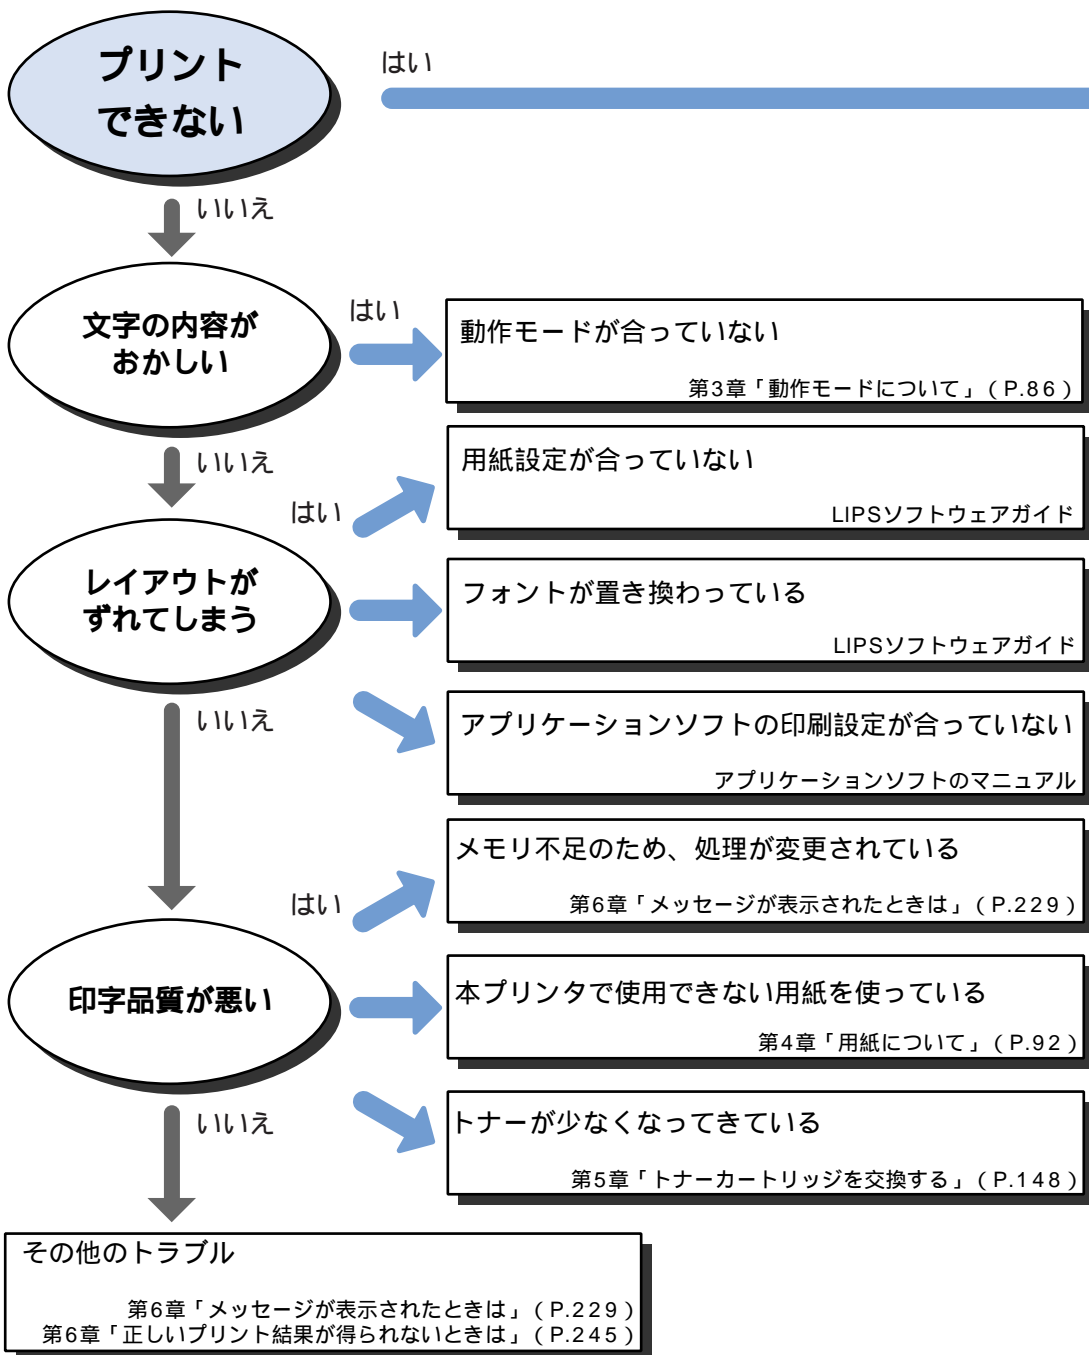 プリント
できない
はい
いいえ
文字の内容が
おかしい
はい
動作モードが合っていない
第3章「動作モードについて」(P.86)
いいえ
用紙設定が合っていない
LIPSソフトウェアガイド
はい
レイアウトが
ずれてしまう
フォントが置き換わっている
LIPSソフトウェアガイド
いいえ
アプリケーションソフトの印刷設定が合っていない
アプリケーションソフトのマニュアル
メモリ不足のため、処理が変更されている
第6章「メッセージが表示されたときは」(P.229)
はい
印字品質が悪い
本プリンタで使用できない用紙を使っている
第4章「用紙について」(P.92)
いいえ
トナーが少なくなってきている
第5章「トナーカートリッジを交換する」(P.148)
その他のトラブル
第6章「メッセージが表示されたときは」(P.229)
第6章「正しいプリント結果が得られないときは」(P.245)